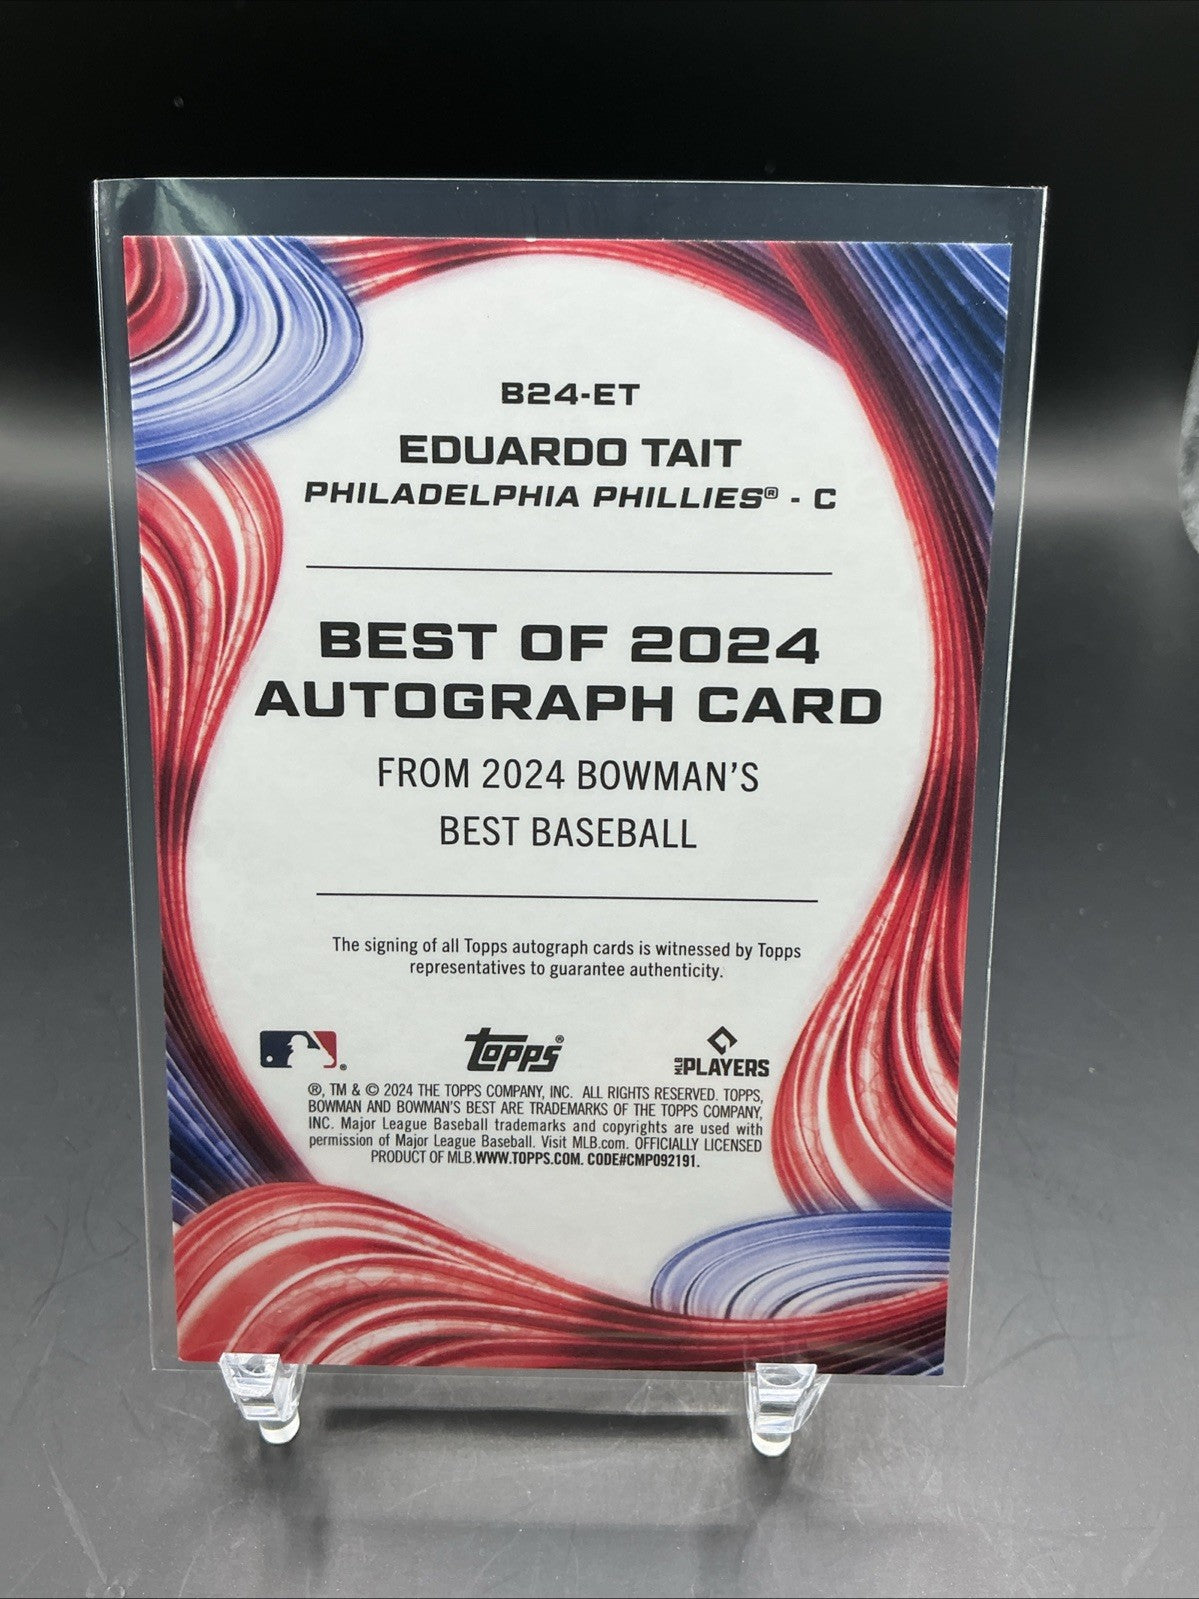 B24-ET
EDUARDO TAIT
PHILADELPHIA PHILLIES® - C
BEST OF 2024
AUTOGRAPH CARD
FROM 2024 BOWMAN'S
BEST BASEBALL
The signing of all Topps autograph cards is witnessed by Topps
representatives to guarantee authenticity.
® topps® MLB PLAYERS
®, TM & © 2024 THE TOPPS COMPANY, INC. ALL RIGHTS RESERVED. TOPPS,
BOWMAN AND BOWMAN'S BEST ARE TRADEMARKS OF THE TOPPS COMPANY,
INC. Major League Baseball trademarks and copyrights are used with
permission of Major League Baseball. Visit MLB.com. OFFICIALLY LICENSED
PRODUCT OF MLB.WWW.TOPPS.COM. CODE#CMP092191.